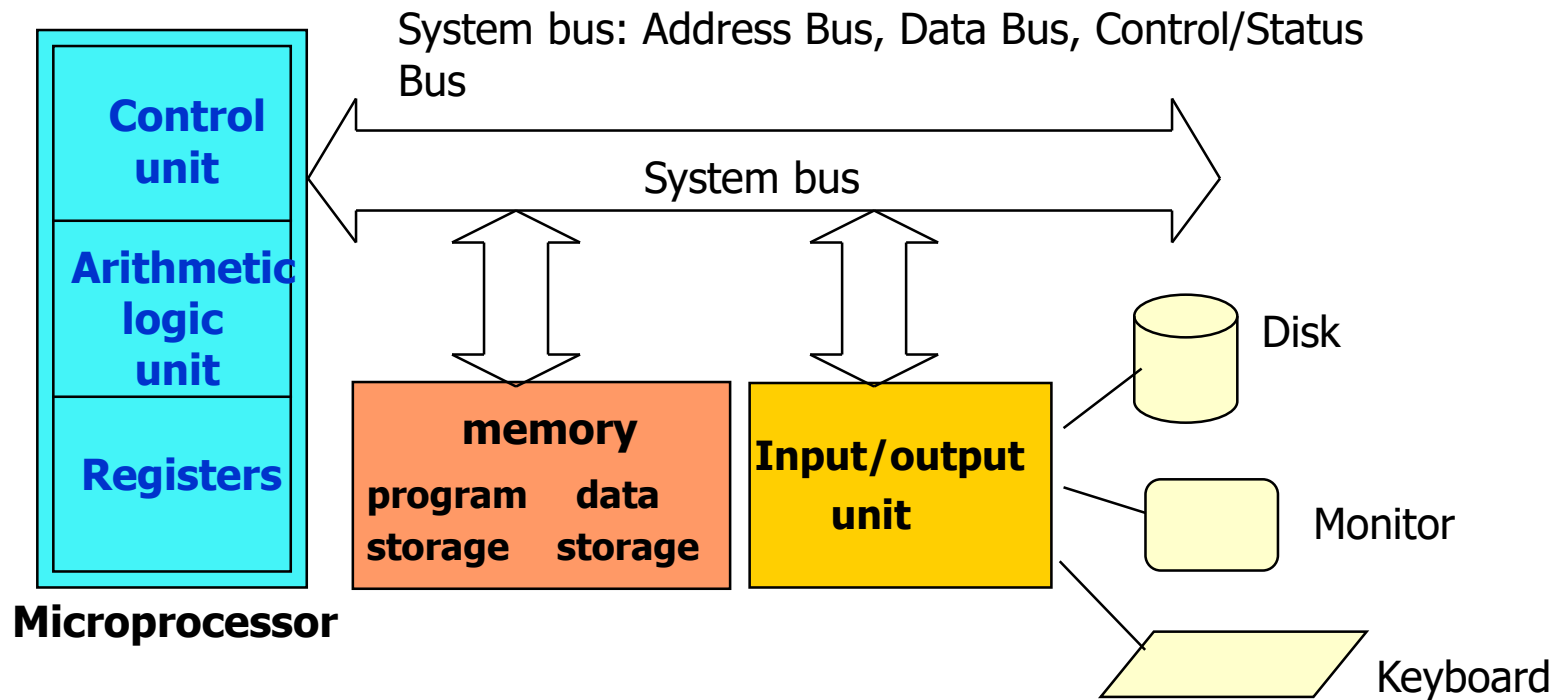 System bus: Address Bus, Data Bus, Control/Status
Bus
Control
unit
System bus
Arithmetic
logic
unit
Disk
memory
Input/output
unit
Registers
program data
storage storage
Monitor
Microprocessor
Keyboard